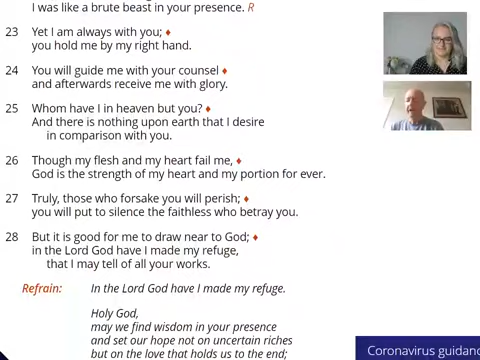 I was like a brute beast in your presence. R
23 Yet I am always with you; ♦
you hold me by my right hand.
24 You will guide me with your counsel ♦
and afterwards receive me with glory.
25 Whom have I in heaven but you? ♦
And there is nothing upon earth that I desire
in comparison with you.
26 Though my flesh and my heart fail me, ♦
God is the strength of my heart and my portion for ever.
27 Truly, those who forsake you will perish; ♦
you will put to silence the faithless who betray you.
28 But it is good for me to draw near to God; ♦
in the Lord God have I made my refuge,
that I may tell of all your works.
Refrain: In the Lord God have I made my refuge.
Holy God,
may we find wisdom in your presence
and set our hope not on uncertain riches
but on the love that holds us to the end;
Coronavirus guidanc